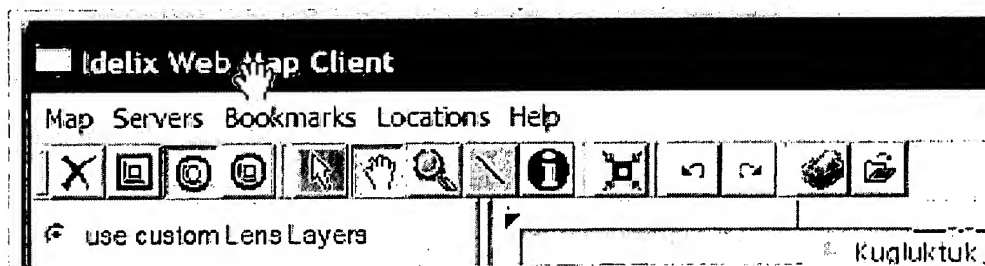 Idelix Web Map Client
Map Servers Bookmarks Locations Help
use custom Lens Layers
Kugluktuk